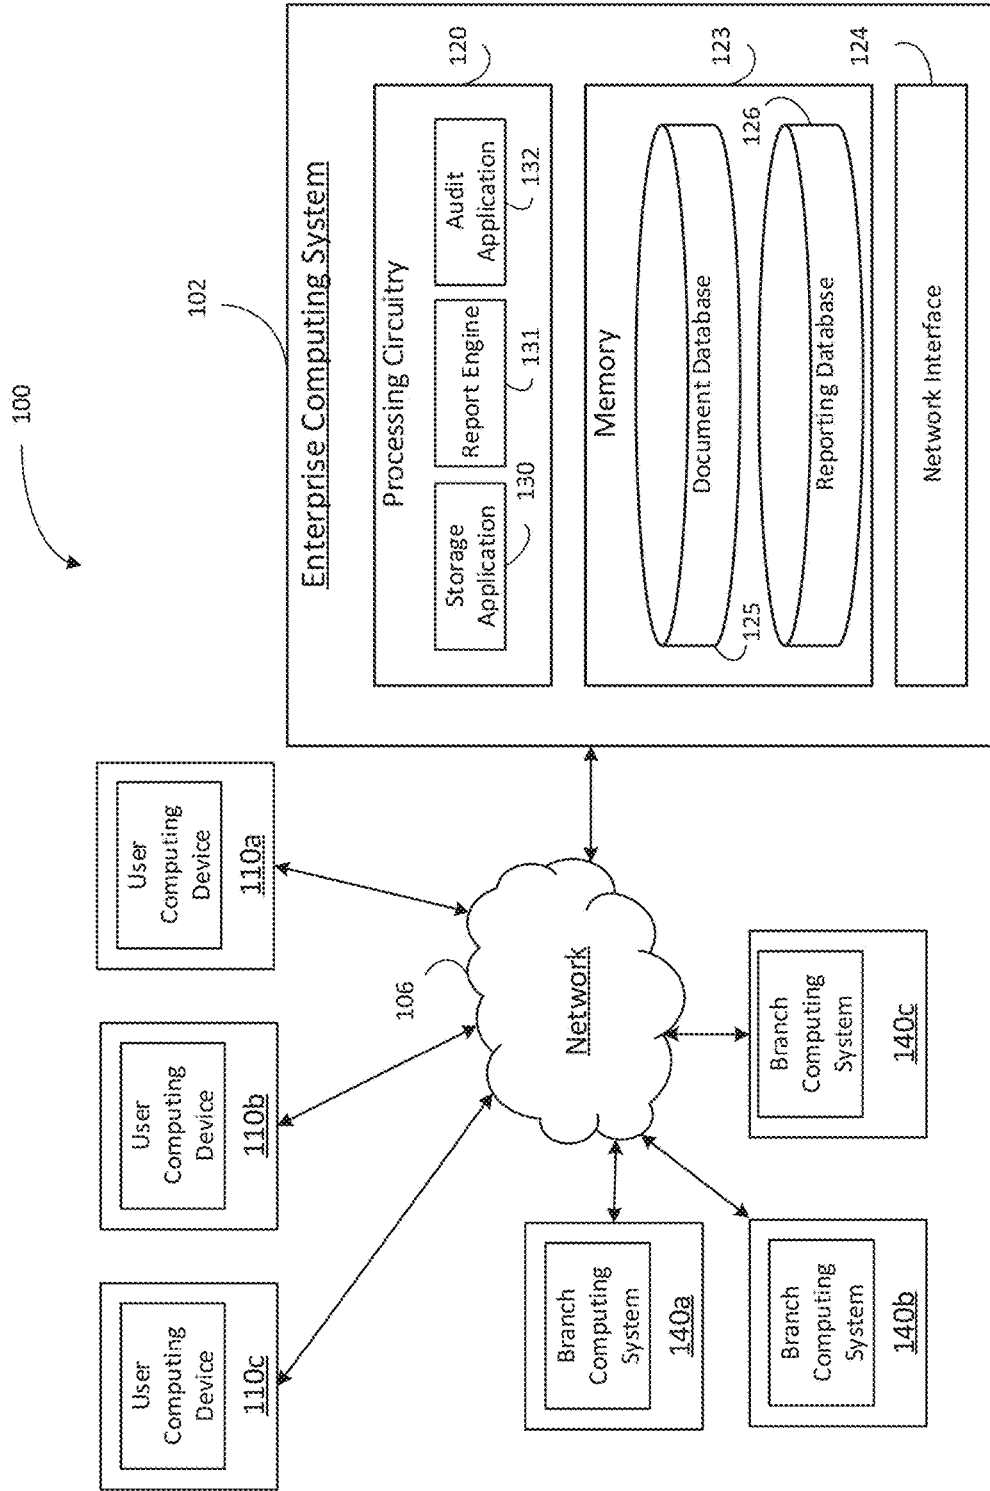 100
User
Computing
Device
110c
User
Computing
Device
110b
User
Computing
Device
110a
106
Network
Branch
Computing
System
140a
Branch
Computing
System
140b
Branch
Computing
System
140c
102
Enterprise Computing System
Processing Circuitry
120
Storage
Application
130
Report Engine
131
Audit
Application
132
Memory
123
Document Database
125
Reporting Database
126
Network Interface
124